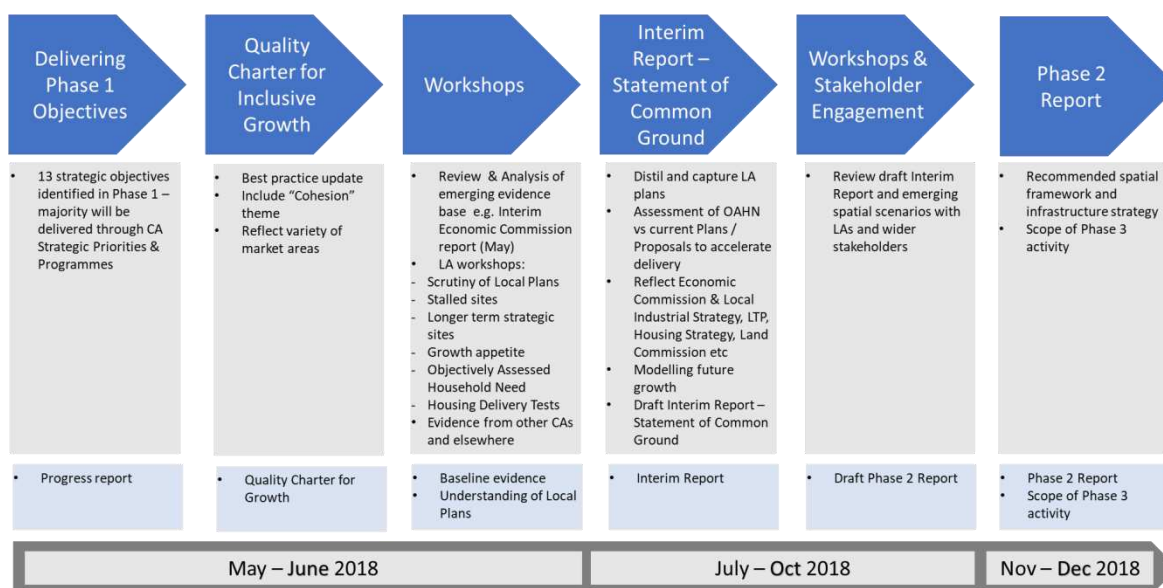 Delivering
Phase 1
Objectives
Quality
Charter for
Inclusive
Growth
Workshops
Interim
Report –
Statement of
Common
Ground
Workshops &
Stakeholder
Engagement
Phase 2
Report
• 13 strategic objectives
identified in Phase 1 –
majority will be
delivered through CA
Strategic Priorities &
Programmes
• Best practice update
• Include “Cohesion”
theme
• Reflect variety of
market areas
• Review & Analysis of
emerging evidence
base e.g. Interim
Economic Commission
report (May)
• LA workshops:
- Scrutiny of Local Plans
- Stalled sites
- Longer term strategic
sites
- Growth appetite
- Objectively Assessed
Household Need
- Housing Delivery Tests
• Evidence from other CAs
and elsewhere
• Distil and capture LA
plans
• Assessment of OAHN
vs current Plans /
Proposals to accelerate
delivery
• Reflect Economic
Commission & Local
Industrial Strategy, LTP,
Housing Strategy, Land
Commission etc
• Modelling future
growth
• Draft Interim Report –
Statement of Common
Ground
• Review draft Interim
Report and emerging
spatial scenarios with
LAs and wider
stakeholders
• Recommended spatial
framework and
infrastructure strategy
• Scope of Phase 3
activity
• Progress report
• Quality Charter for
Growth
• Baseline evidence
• Understanding of Local
Plans
• Interim Report
• Draft Phase 2 Report
• Phase 2 Report
• Scope of Phase 3
activity
May – June 2018
July – Oct 2018
Nov – Dec 2018